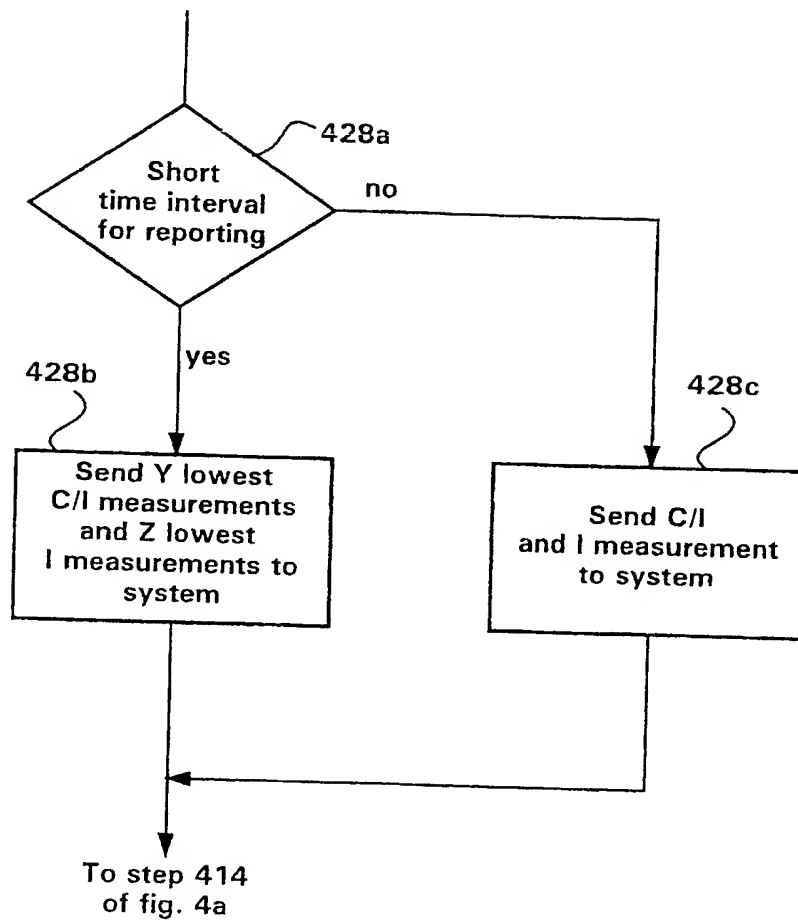 428a
Short
time interval
for reporting
no
yes
428b
428c
Send Y lowest
C/I measurements
and Z lowest
I measurements to
system
Send C/I
and I measurement
to system
To step 414
of fig. 4a